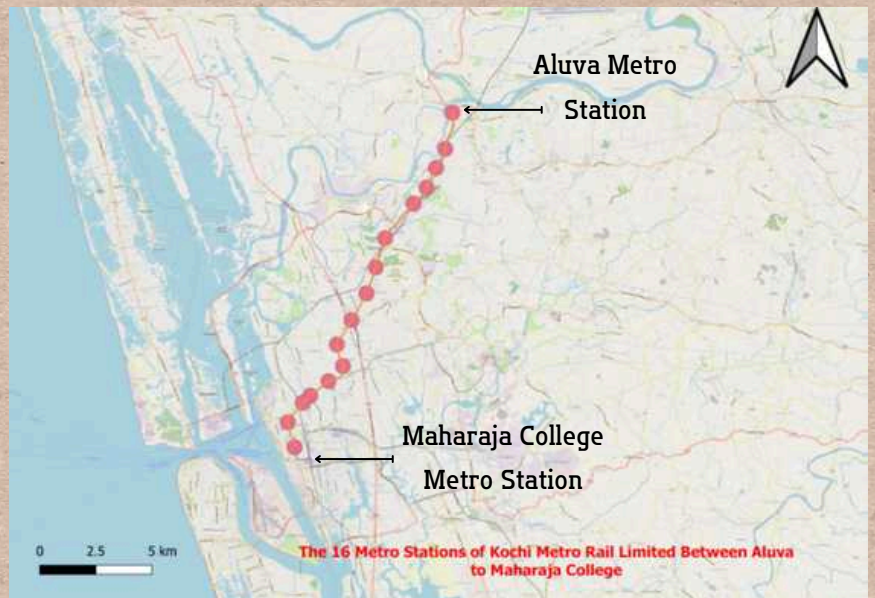 Aluva Metro
Station
Maharaja College
Metro Station
0 2.5 5 km
The 16 Metro Stations of Kochi Metro Rail Limited Between Aluva
to Maharaja College